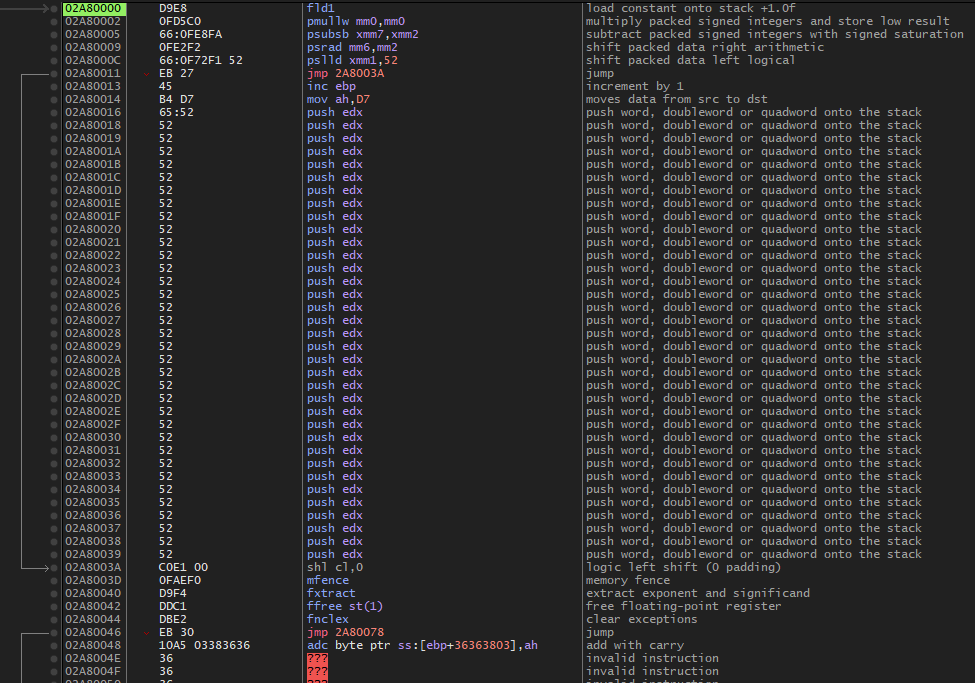 02A80000 D9E8 fld1 load constant onto stack +1.0f
02A80002 0FD5C0 pmullw mm0,mm0 multiply packed signed integers and store low result
02A80005 66:0FE8FA psubsb xmm7,xmm2 subtract packed signed integers with signed saturation
02A80009 0FE2F2 psrad mm6,mm2 shift packed data right arithmetic
02A8000C 66:0F72F1 52 pslld xmm1,52 shift packed data left logical
02A80011 EB 27 jmp 2A8003A jump
02A80013 45 inc ebp increment by 1
02A80014 B4 D7 mov ah,D7 moves data from src to dst
02A80016 65:52 push edx push word, doubleword or quadword onto the stack
02A80018 52 push edx push word, doubleword or quadword onto the stack
02A80019 52 push edx push word, doubleword or quadword onto the stack
02A8001A 52 push edx push word, doubleword or quadword onto the stack
02A8001B 52 push edx push word, doubleword or quadword onto the stack
02A8001C 52 push edx push word, doubleword or quadword onto the stack
02A8001D 52 push edx push word, doubleword or quadword onto the stack
02A8001E 52 push edx push word, doubleword or quadword onto the stack
02A8001F 52 push edx push word, doubleword or quadword onto the stack
02A80020 52 push edx push word, doubleword or quadword onto the stack
02A80021 52 push edx push word, doubleword or quadword onto the stack
02A80022 52 push edx push word, doubleword or quadword onto the stack
02A80023 52 push edx push word, doubleword or quadword onto the stack
02A80024 52 push edx push word, doubleword or quadword onto the stack
02A80025 52 push edx push word, doubleword or quadword onto the stack
02A80026 52 push edx push word, doubleword or quadword onto the stack
02A80027 52 push edx push word, doubleword or quadword onto the stack
02A80028 52 push edx push word, doubleword or quadword onto the stack
02A80029 52 push edx push word, doubleword or quadword onto the stack
02A8002A 52 push edx push word, doubleword or quadword onto the stack
02A8002B 52 push edx push word, doubleword or quadword onto the stack
02A8002C 52 push edx push word, doubleword or quadword onto the stack
02A8002D 52 push edx push word, doubleword or quadword onto the stack
02A8002E 52 push edx push word, doubleword or quadword onto the stack
02A8002F 52 push edx push word, doubleword or quadword onto the stack
02A80030 52 push edx push word, doubleword or quadword onto the stack
02A80031 52 push edx push word, doubleword or quadword onto the stack
02A80032 52 push edx push word, doubleword or quadword onto the stack
02A80033 52 push edx push word, doubleword or quadword onto the stack
02A80034 52 push edx push word, doubleword or quadword onto the stack
02A80035 52 push edx push word, doubleword or quadword onto the stack
02A80036 52 push edx push word, doubleword or quadword onto the stack
02A80037 52 push edx push word, doubleword or quadword onto the stack
02A80038 52 push edx push word, doubleword or quadword onto the stack
02A80039 52 push edx push word, doubleword or quadword onto the stack
02A8003A C0E1 00 shl cl,0 logic left shift (0 padding)
02A8003D 0FAEF0 mfence memory fence
02A80040 D9F4 fxtract extract exponent and significand
02A80042 DDC1 ffree st(1) free floating-point register
02A80044 DBE2 fnclex clear exceptions
02A80046 EB 30 jmp 2A80078 jump
02A80048 10A5 03383636 adc byte ptr ss:[ebp+36363803],ah add with carry
02A8004E 36 ??? invalid instruction
02A8004F 36 ??? invalid instruction